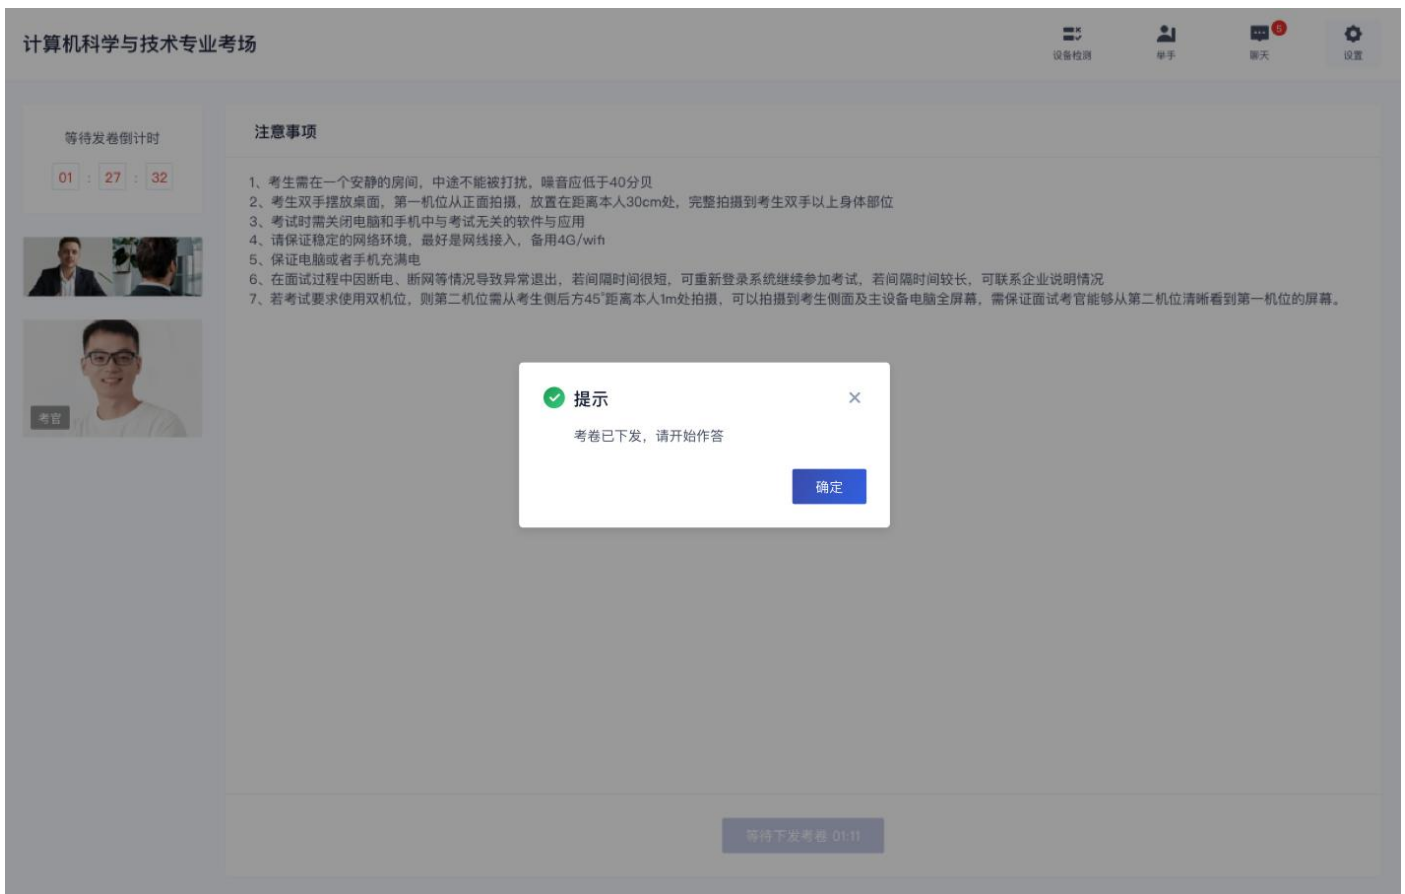 计算机科学与技术专业考场
设备检测
举手
5
聊天
设置
等待发卷倒计时
01 : 27 : 32
考官
注意事项
1、考生需在一个安静的房间，中途不能被打扰，噪音应低于40分贝
2、考生双手摆放桌面，第一机位从正面拍摄，放置在距离本人30cm处，完整拍摄到考生双手以上身体部位
3、考试时需关闭电脑和手机中与考试无关的软件与应用
4、请保证稳定的网络环境，最好是网线接入，备用4G/wifi
5、保证电脑或者手机充满电
6、在面试过程中因断电、断网等情况导致异常退出，若间隔时间很短，可重新登录系统继续参加考试，若间隔时间较长，可联系企业说明情况
7、若考试要求使用双机位，则第二机位需从考生侧后方45°距离本人1m处拍摄，可以拍摄到考生侧面及主设备电脑全屏幕，需保证面试考官能够从第二机位清晰看到第一机位的屏幕。
提示
考卷已下发，请开始作答
确定
等待下发考卷 01:11